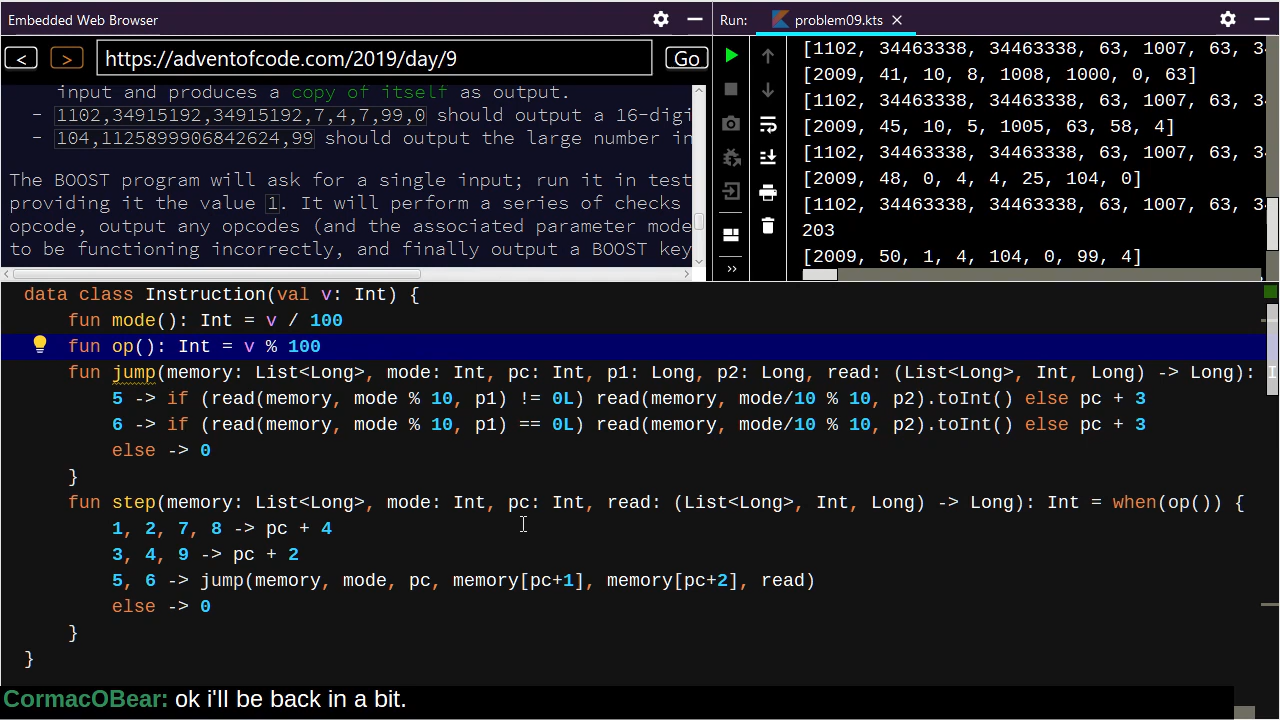 Embedded Web Browser
Run: problem09.kts
< > https://adventofcode.com/2019/day/9 Go
input and produces a copy of itself as output.
- 1102,34915192,34915192,7,4,7,99,0 should output a 16-digi
- 104,1125899906842624,99 should output the large number in
The BOOST program will ask for a single input; run it in test
providing it the value 1. It will perform a series of checks
opcode, output any opcodes (and the associated parameter mode
to be functioning incorrectly, and finally output a BOOST key
[1102, 34463338, 34463338, 63, 1007, 63, 34
[2009, 41, 10, 8, 1008, 1000, 0, 63]
[1102, 34463338, 34463338, 63, 1007, 63, 34
[2009, 45, 10, 5, 1005, 63, 58, 4]
[1102, 34463338, 34463338, 63, 1007, 63, 34
[2009, 48, 0, 4, 4, 25, 104, 0]
[1102, 34463338, 34463338, 63, 1007, 63, 34
203
[2009, 50, 1, 4, 104, 0, 99, 4]
>>
data class Instruction(val v: Int) {
fun mode(): Int = v / 100
fun op(): Int = v % 100
fun jump(memory: List<Long>, mode: Int, pc: Int, p1: Long, p2: Long, read: (List<Long>, Int, Long) -> Long): I
5 -> if (read(memory, mode % 10, p1) != 0L) read(memory, mode/10 % 10, p2).toInt() else pc + 3
6 -> if (read(memory, mode % 10, p1) == 0L) read(memory, mode/10 % 10, p2).toInt() else pc + 3
else -> 0
}
fun step(memory: List<Long>, mode: Int, pc: Int, read: (List<Long>, Int, Long) -> Long): Int = when(op()) {
1, 2, 7, 8 -> pc + 4
3, 4, 9 -> pc + 2
5, 6 -> jump(memory, mode, pc, memory[pc+1], memory[pc+2], read)
else -> 0
}
}
CormacOBear: ok i'll be back in a bit.